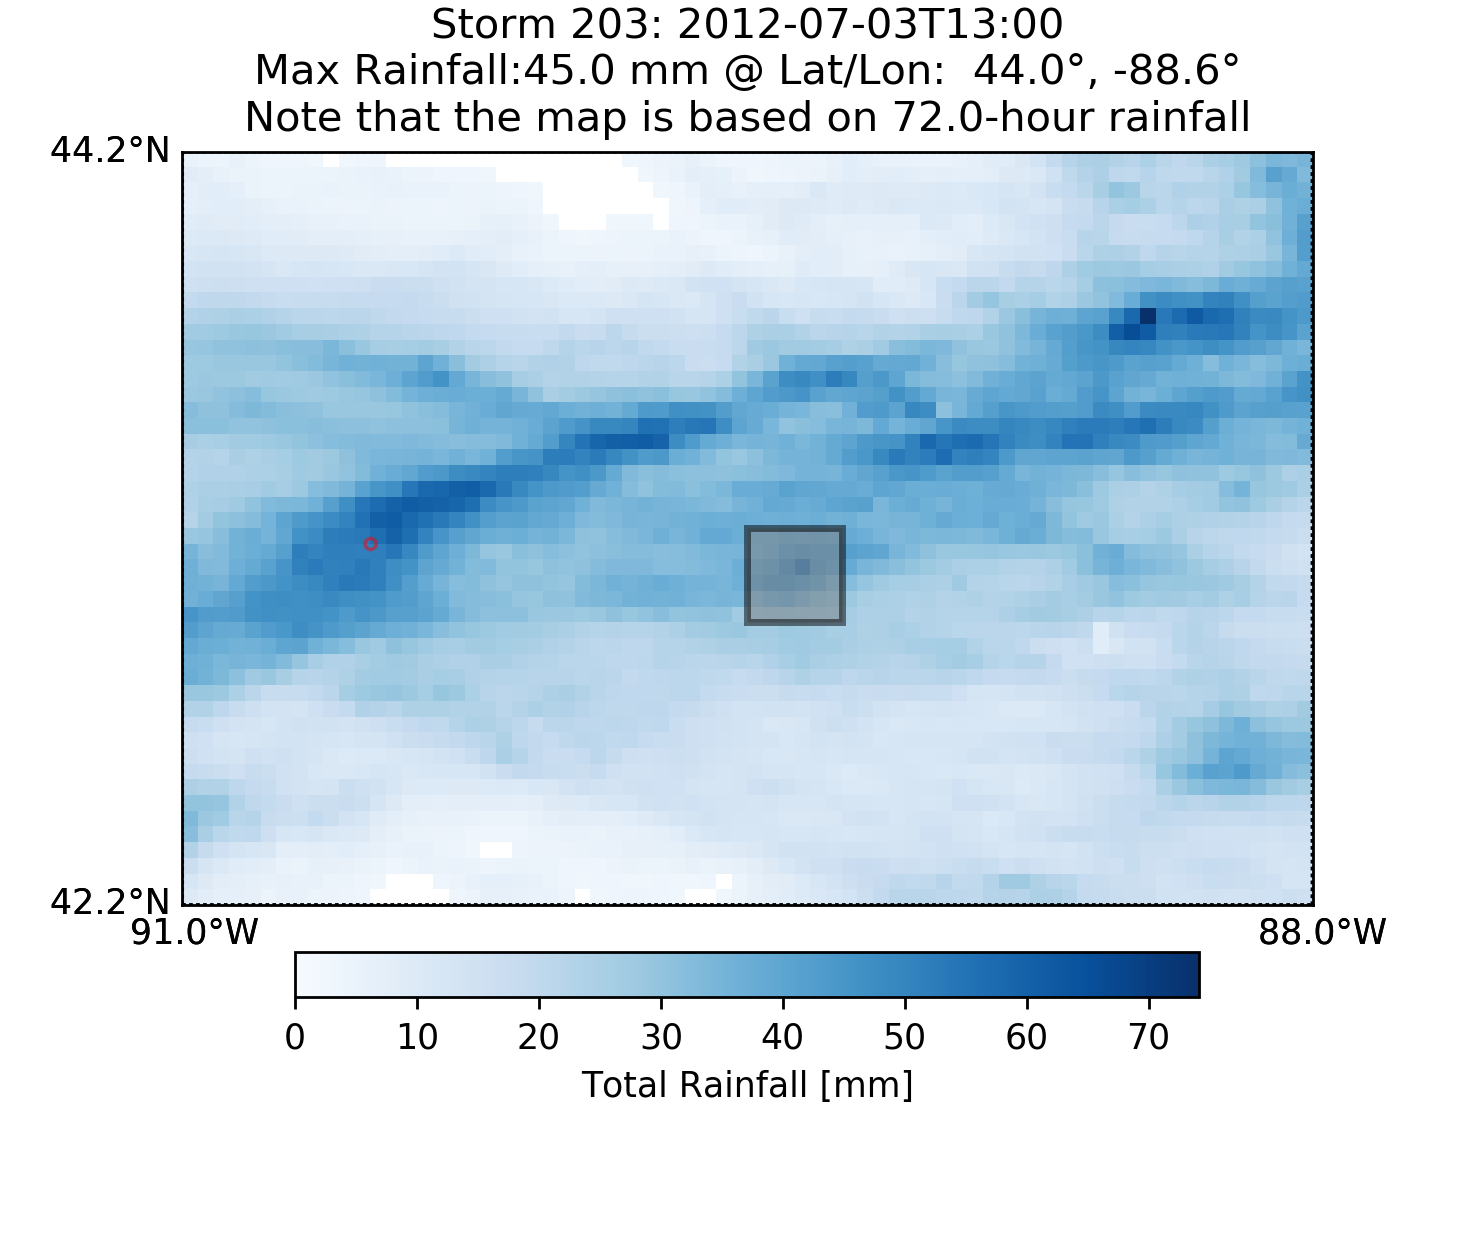 Storm 203: 2012-07-03T13:00
Max Rainfall:45.0 mm @ Lat/Lon:  44.0°, -88.6°
Note that the map is based on 72.0-hour rainfall
44.2°N
42.2°N
91.0°W 88.0°W
0 10 20 30 40 50 60 70
Total Rainfall [mm]